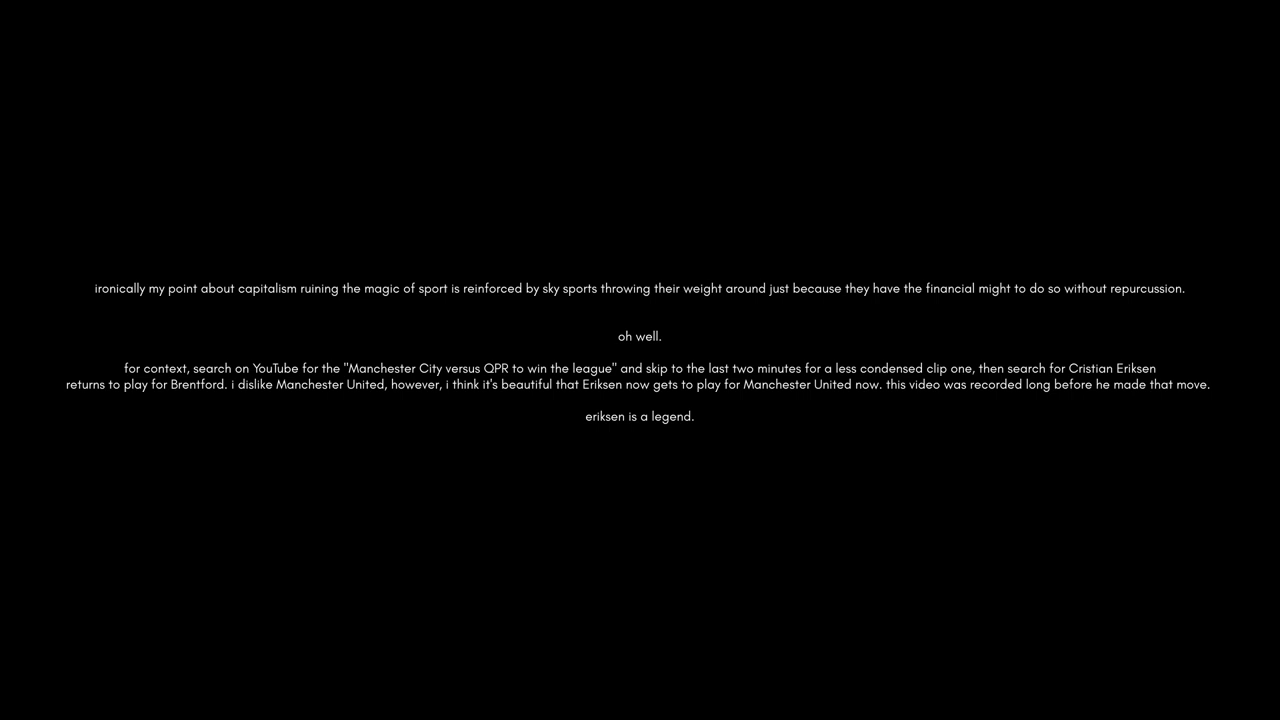 ironically my point about capitalism ruining the magic of sport is reinforced by sky sports throwing their weight around just because they have the financial might to do so without repurcussion.
oh well.
for context, search on YouTube for the "Manchester City versus QPR to win the league" and skip to the last two minutes for a less condensed clip one, then search for Cristian Eriksen
returns to play for Brentford. i dislike Manchester United, however, i think it's beautiful that Eriksen now gets to play for Manchester United now. this video was recorded long before he made that move.
eriksen is a legend.